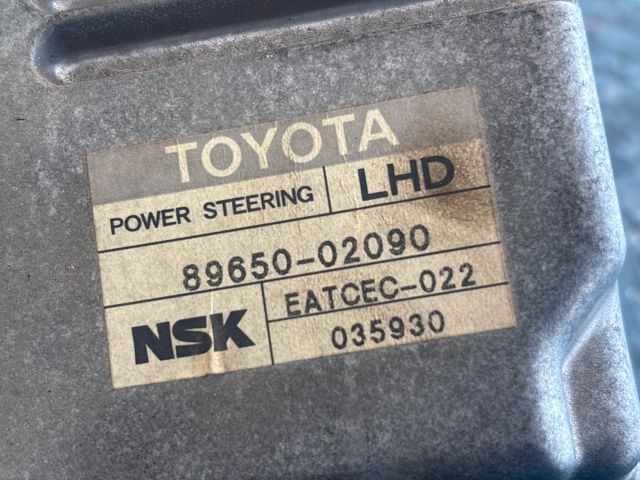 TOYOTA
POWER STEERING LHD
89650-02090
NSK EATCEC-022
035930